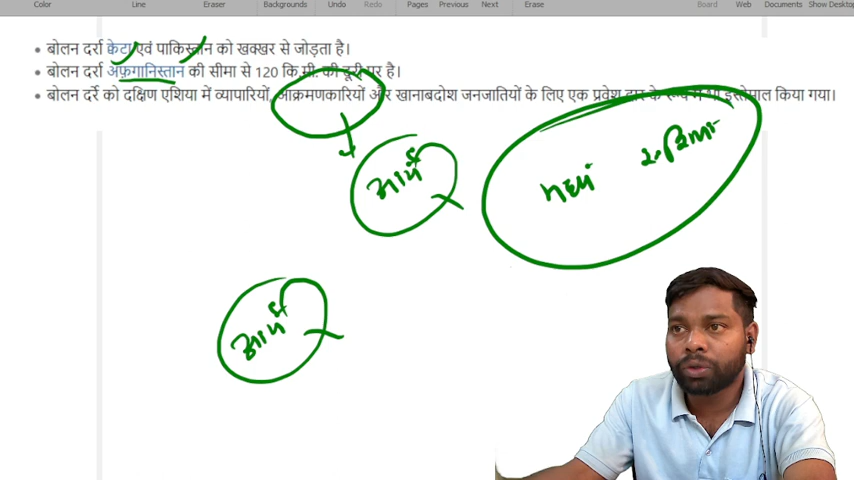 Color Line Eraser Backgrounds Undo Redo Pages Previous Next Erase Board Web Documents Show Desktop
बोलन दर्रा केटा एवं पाकिस्तान को खक्खर से जोड़ता है।
बोलन दर्रा अफ़गानिस्तान की सीमा से 120 कि.मी. की दूरी पर है।
बोलन दर्रे को दक्षिण एशिया में व्यापारियों, आक्रमणकारियों और खानाबदोश जनजातियों के लिए एक प्रवेश द्वार के रूप में भी इस्तेमाल किया गया।
आर्य
मध्य एशिया
आर्य